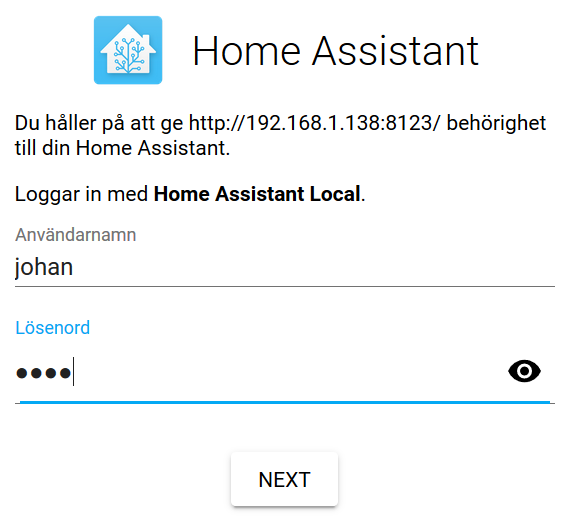 Home Assistant
Du håller på att ge http://192.168.1.138:8123/ behörighet
till din Home Assistant.
Loggar in med Home Assistant Local.
Användarnamn
johan
Lösenord
••••
NEXT